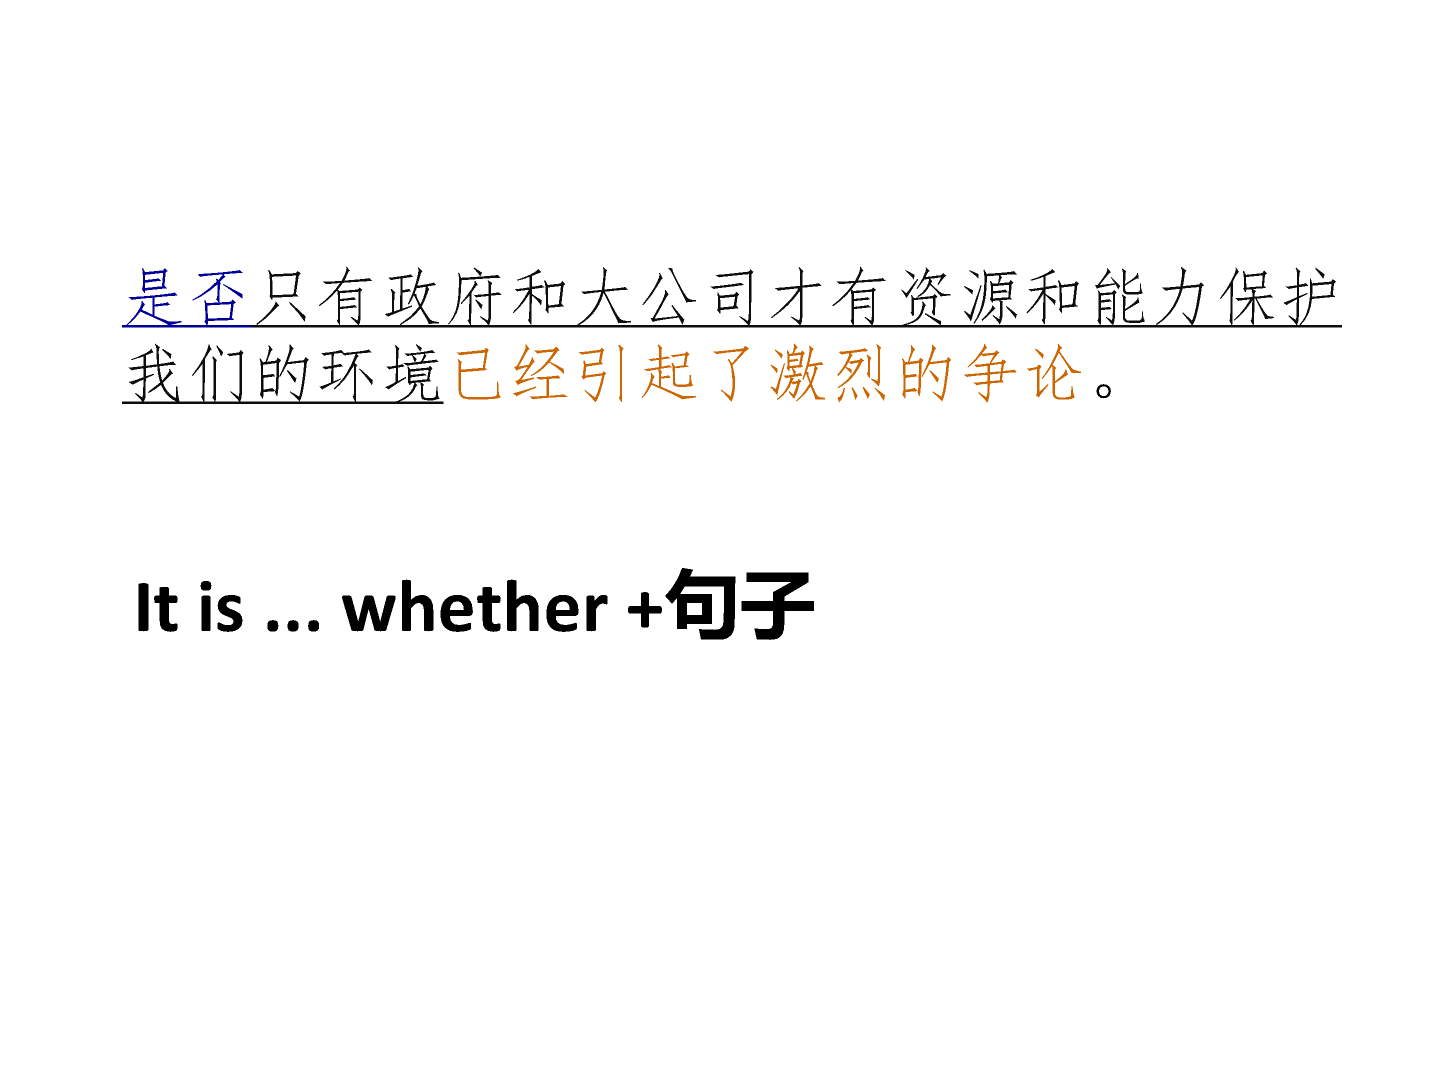 是否只有政府和大公司才有资源和能力保护
我们的环境已经引起了激烈的争论。
It is ... whether +句子